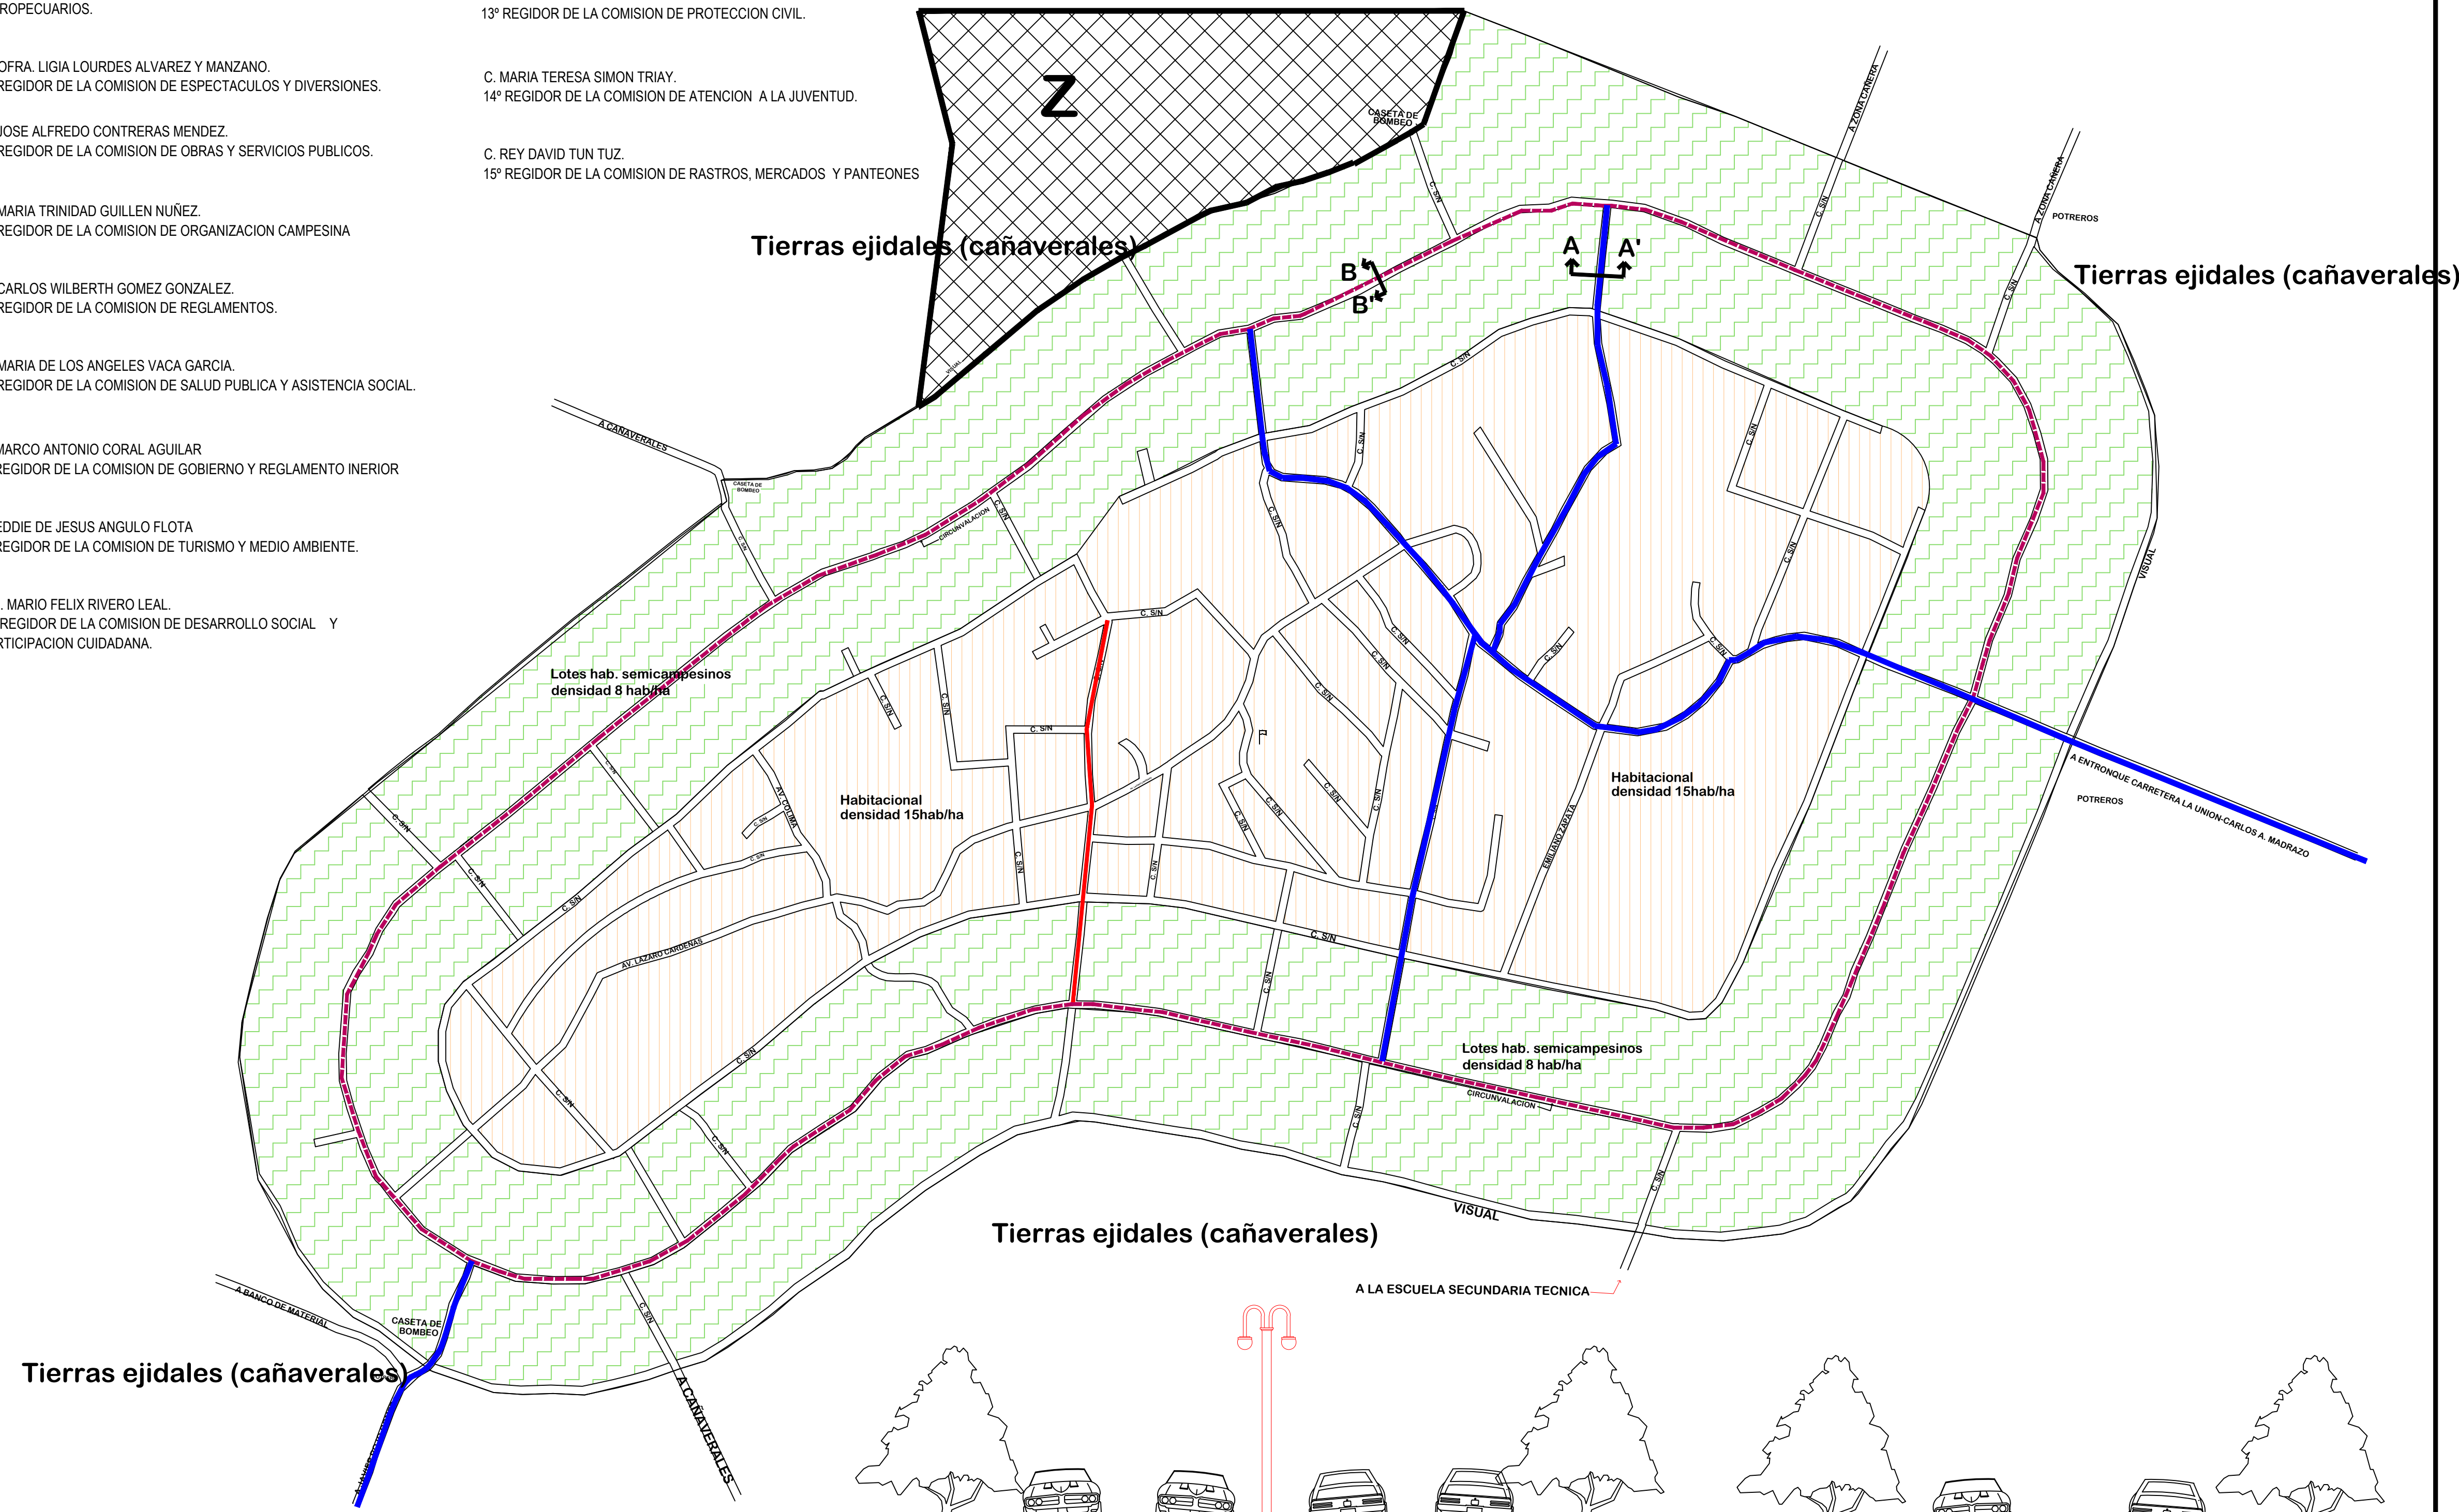 ROPECUARIOS.
OFRA. LIGIA LOURDES ALVAREZ Y MANZANO.
REGIDOR DE LA COMISION DE ESPECTACULOS Y DIVERSIONES.
JOSE ALFREDO CONTRERAS MENDEZ.
REGIDOR DE LA COMISION DE OBRAS Y SERVICIOS PUBLICOS.
MARIA TRINIDAD GUILLEN NUÑEZ.
REGIDOR DE LA COMISION DE ORGANIZACION CAMPESINA
CARLOS WILBERTH GOMEZ GONZALEZ.
REGIDOR DE LA COMISION DE REGLAMENTOS.
MARIA DE LOS ANGELES VACA GARCIA.
REGIDOR DE LA COMISION DE SALUD PUBLICA Y ASISTENCIA SOCIAL.
MARCO ANTONIO CORAL AGUILAR
REGIDOR DE LA COMISION DE GOBIERNO Y REGLAMENTO INERIOR
EDDIE DE JESUS ANGULO FLOTA
REGIDOR DE LA COMISION DE TURISMO Y MEDIO AMBIENTE.
. MARIO FELIX RIVERO LEAL.
REGIDOR DE LA COMISION DE DESARROLLO SOCIAL Y
RTICIPACION CUIDADANA.
13º REGIDOR DE LA COMISION DE PROTECCION CIVIL.
C. MARIA TERESA SIMON TRIAY.
14º REGIDOR DE LA COMISION DE ATENCION A LA JUVENTUD.
C. REY DAVID TUN TUZ.
15º REGIDOR DE LA COMISION DE RASTROS, MERCADOS Y PANTEONES
Z
CASETA DE
BOMBEO
A ZONA CAÑERA
A ZONA CAÑERA
POTREROS
C. S/N
C. S/N
C. S/N
Tierras ejidales (cañaverales)
Tierras ejidales (cañaverales)
A
A'
B
B'
VISUAL
C. S/N
A CAÑAVERALES
CASETA DE
BOMBEO
C. S/N
CIRCUNVALACION
C. S/N
C. S/N
C. S/N
C. S/N
C. S/N
VISUAL
C. S/N
C. S/N
C. S/N
C. S/N
C. S/N
C. S/N
Lotes hab. semicampesinos
densidad 8 hab/ha
C. S/N
C. S/N
C. S/N
C. S/N
C. S/N
Habitacional
densidad 15hab/ha
Habitacional
densidad 15hab/ha
A ENTRONQUE CARRETERA LA UNION-CARLOS A. MADRAZO
POTREROS
AV. COLIMA
C. S/N
C. S/N
C. S/N
C. S/N
C. S/N
C. S/N
C. S/N
C. S/N
EMILIANO ZAPATA
C. S/N
C. S/N
C. S/N
C. S/N
AV. LAZARO CARDENAS
C. S/N
C. S/N
C. S/N
C. S/N
Lotes hab. semicampesinos
densidad 8 hab/ha
CIRCUNVALACION
C. S/N
C. S/N
C. S/N
VISUAL
Tierras ejidales (cañaverales)
A LA ESCUELA SECUNDARIA TECNICA
A BANCO DE MATERIAL
CASETA DE
BOMBEO
C. S/N
Tierras ejidales (cañaverales)
A CAÑAVERALES